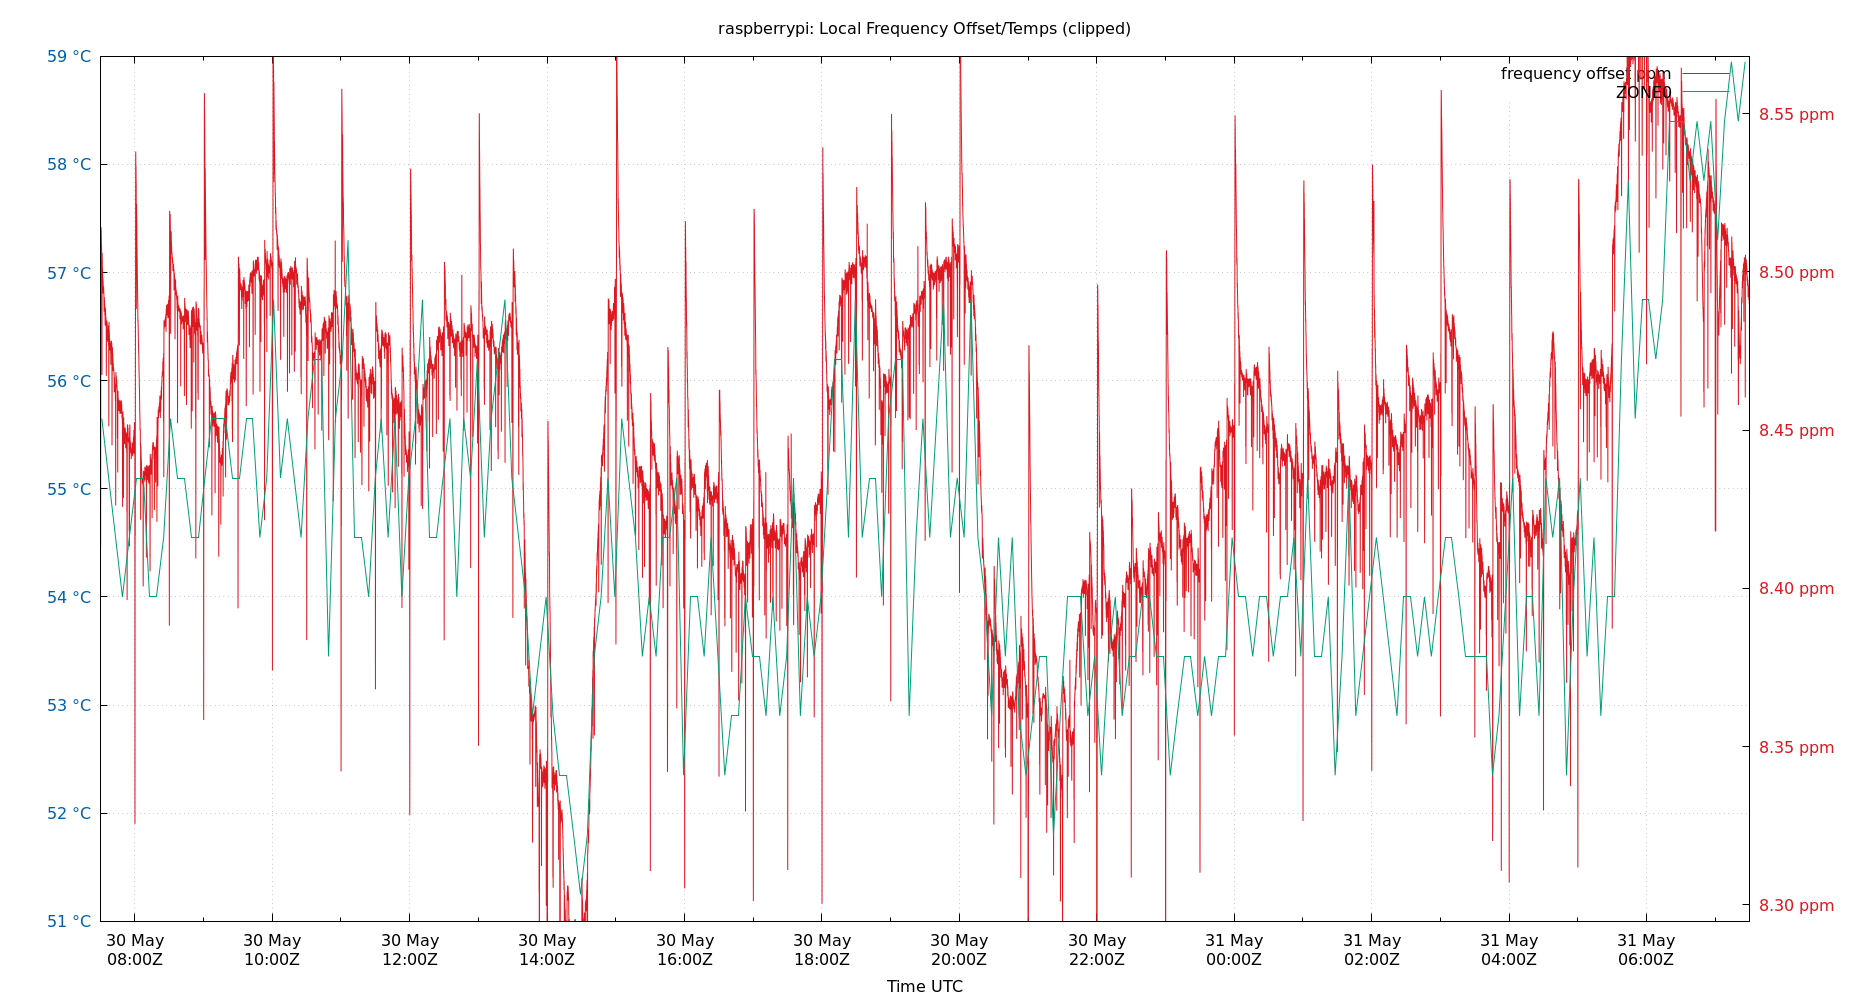 raspberrypi: Local Frequency Offset/Temps (clipped)
59 °C
58 °C
57 °C
56 °C
55 °C
54 °C
53 °C
52 °C
51 °C
frequency offset ppm
ZONE0
8.55 ppm
8.50 ppm
8.45 ppm
8.40 ppm
8.35 ppm
8.30 ppm
30 May 30 May 30 May 30 May 30 May 30 May 30 May 30 May 31 May 31 May 31 May 31 May
08:00Z 10:00Z 12:00Z 14:00Z 16:00Z 18:00Z 20:00Z 22:00Z 00:00Z 02:00Z 04:00Z 06:00Z
Time UTC